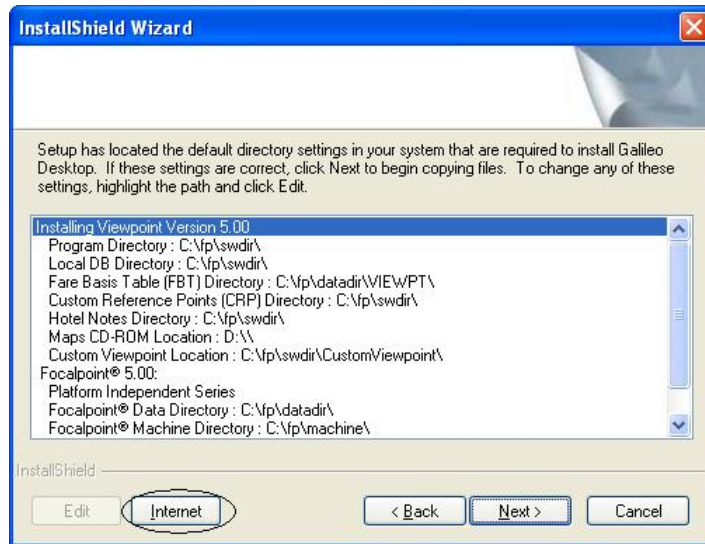 InstallShield Wizard
Setup has located the default directory settings in your system that are required to install Galileo
Desktop. If these settings are correct, click Next to begin copying files. To change any of these
settings, highlight the path and click Edit.
Installing Viewpoint Version 5.00
Program Directory : C:\fp\swdir\
Local DB Directory : C:\fp\swdir\
Fare Basis Table (FBT) Directory : C:\fp\datadir\VIEWPT\
Custom Reference Points (CRP) Directory : C:\fp\swdir\
Hotel Notes Directory : C:\fp\swdir\
Maps CD-ROM Location : D:\\
Custom Viewpoint Location : C:\fp\swdir\CustomViewpoint\
Focalpoint® 5.00:
Platform Independent Series
Focalpoint® Data Directory : C:\fp\datadir\
Focalpoint® Machine Directory : C:\fp\machine\
InstallShield
Edit Internet < Back Next > Cancel